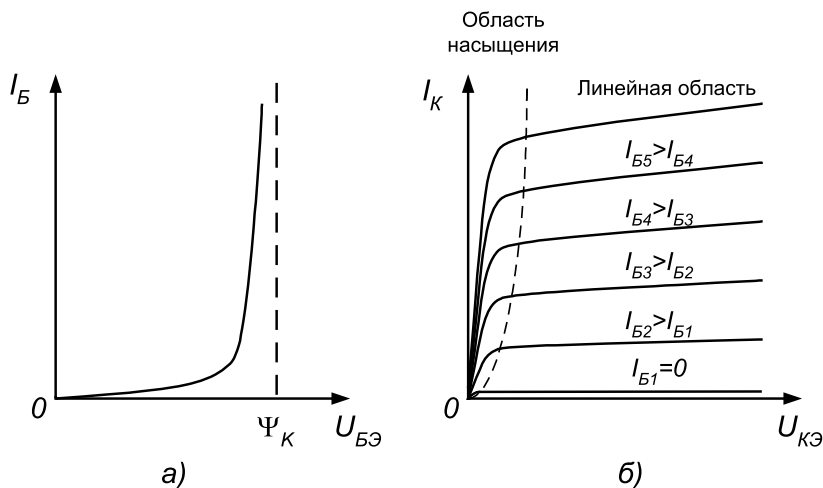 Область
насыщения
I_Б
I_К
Линейная область
I_Б5>I_Б4
I_Б4>I_Б3
I_Б3>I_Б2
I_Б2>I_Б1
I_Б1=0
0
Ψ_К
U_БЭ
0
U_КЭ
а)
б)